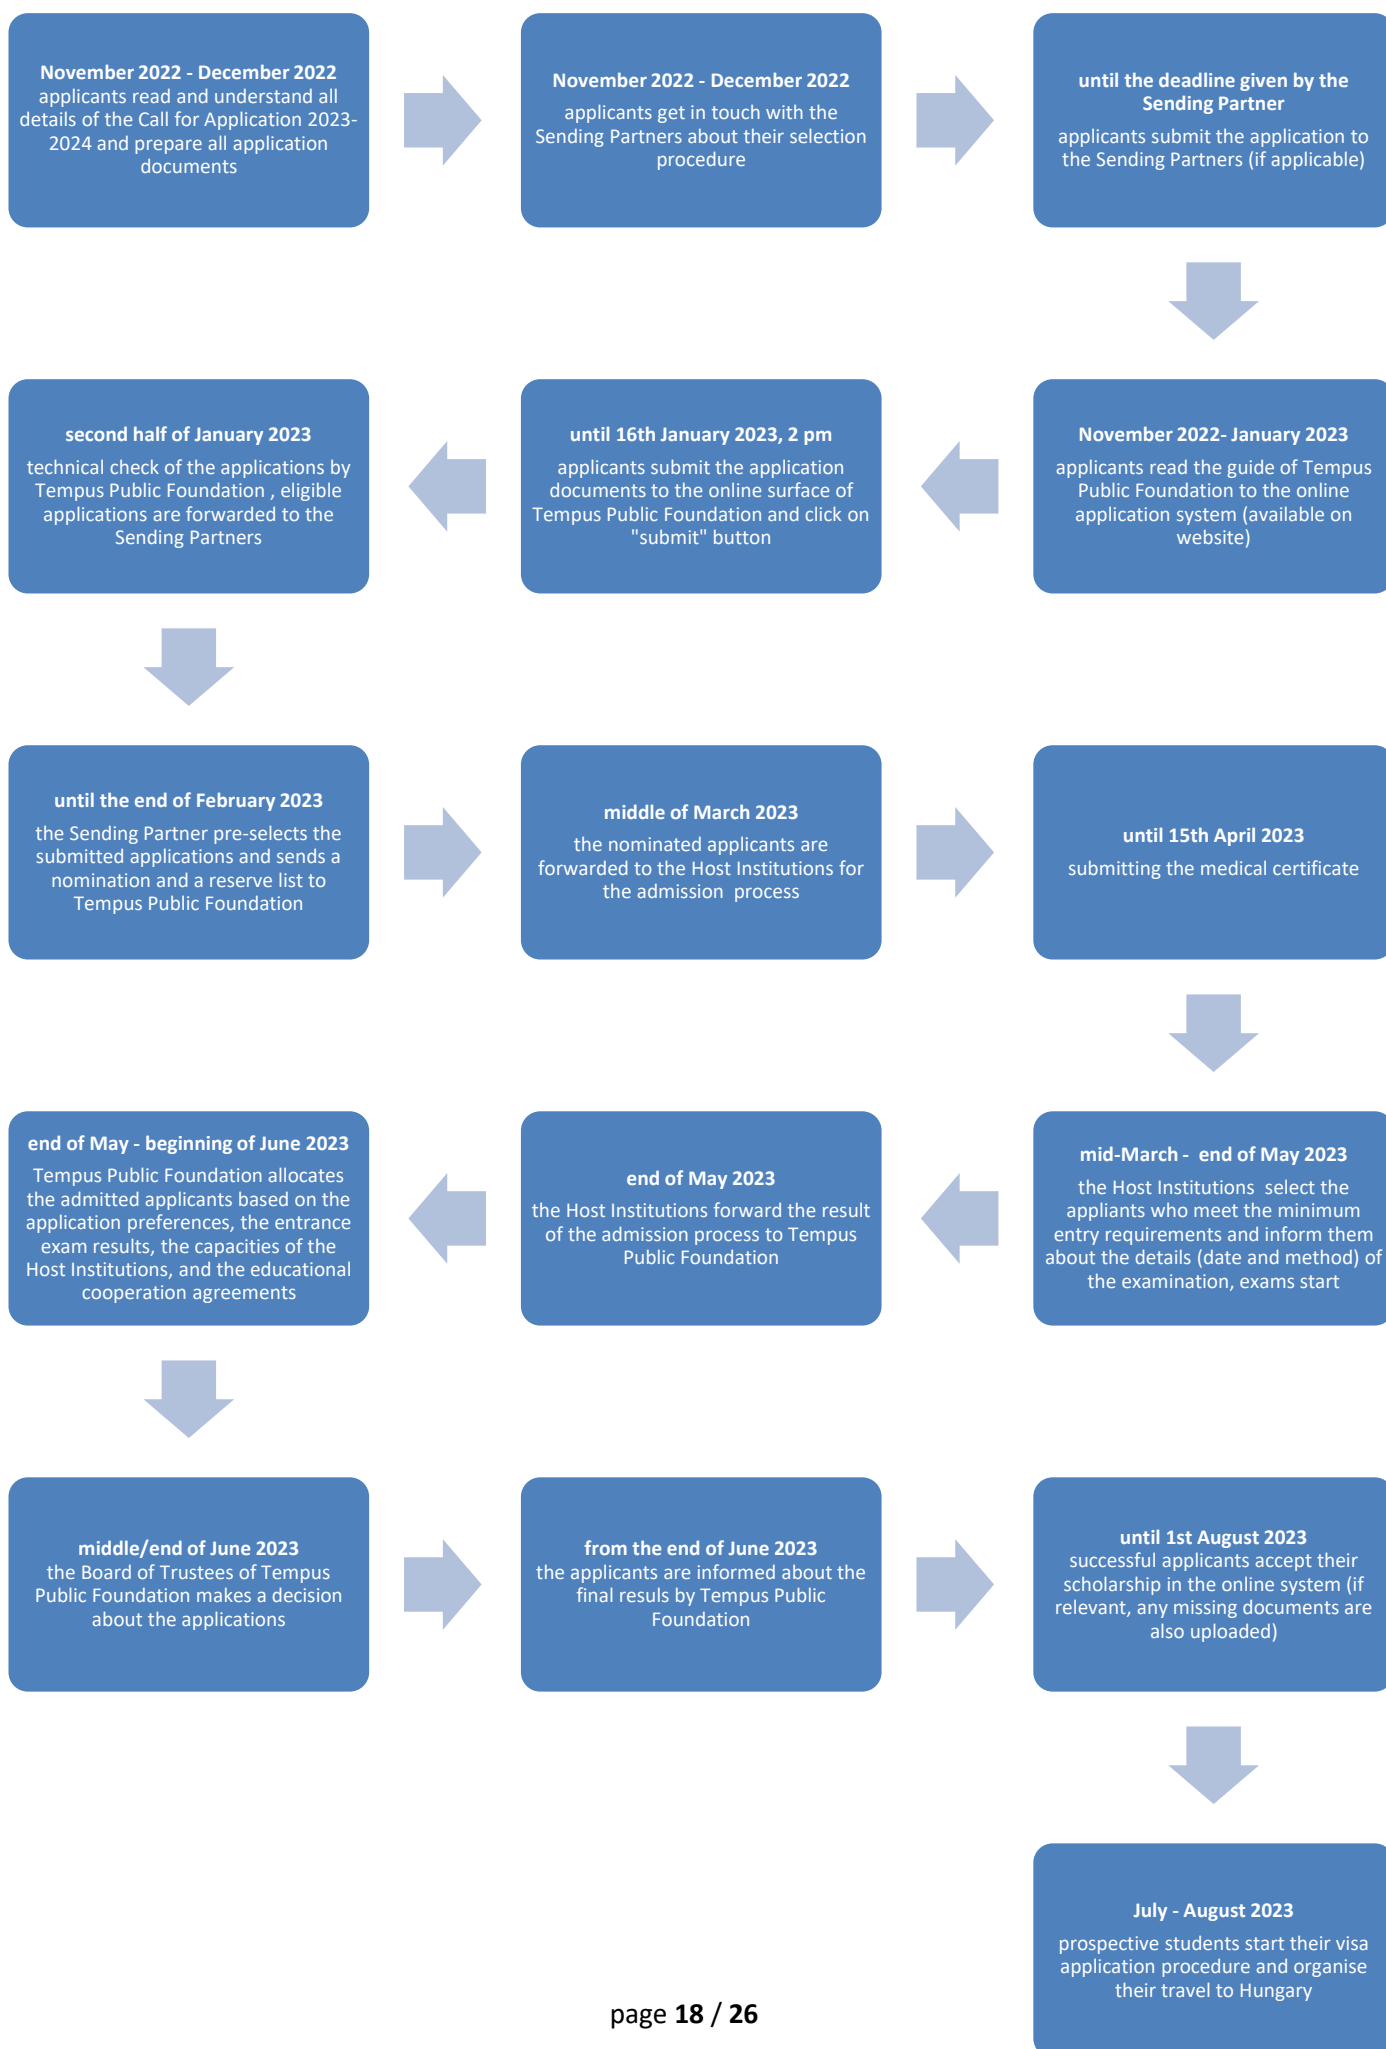 November 2022 - December 2022
applicants read and understand all
details of the Call for Application 2023-
2024 and prepare all application
documents
November 2022 - December 2022
applicants get in touch with the
Sending Partners about their selection
procedure
until the deadline given by the
Sending Partner
applicants submit the application to
the Sending Partners (if applicable)
November 2022- January 2023
applicants read the guide of Tempus
Public Foundation to the online
application system (available on
website)
until 16th January 2023, 2 pm
applicants submit the application
documents to the online surface of
Tempus Public Foundation and click on
"submit" button
second half of January 2023
technical check of the applications by
Tempus Public Foundation , eligible
applications are forwarded to the
Sending Partners
until the end of February 2023
the Sending Partner pre-selects the
submitted applications and sends a
nomination and a reserve list to
Tempus Public Foundation
middle of March 2023
the nominated applicants are
forwarded to the Host Institutions for
the admission process
until 15th April 2023
submitting the medical certificate
mid-March - end of May 2023
the Host Institutions select the
appliants who meet the minimum
entry requirements and inform them
about the details (date and method) of
the examination, exams start
end of May 2023
the Host Institutions forward the result
of the admission process to Tempus
Public Foundation
end of May - beginning of June 2023
Tempus Public Foundation allocates
the admitted applicants based on the
application preferences, the entrance
exam results, the capacities of the
Host Institutions, and the educational
cooperation agreements
middle/end of June 2023
the Board of Trustees of Tempus
Public Foundation makes a decision
about the applications
from the end of June 2023
the applicants are informed about the
final resuls by Tempus Public
Foundation
until 1st August 2023
successful applicants accept their
scholarship in the online system (if
relevant, any missing documents are
also uploaded)
July - August 2023
prospective students start their visa
application procedure and organise
their travel to Hungary
page 18 / 26